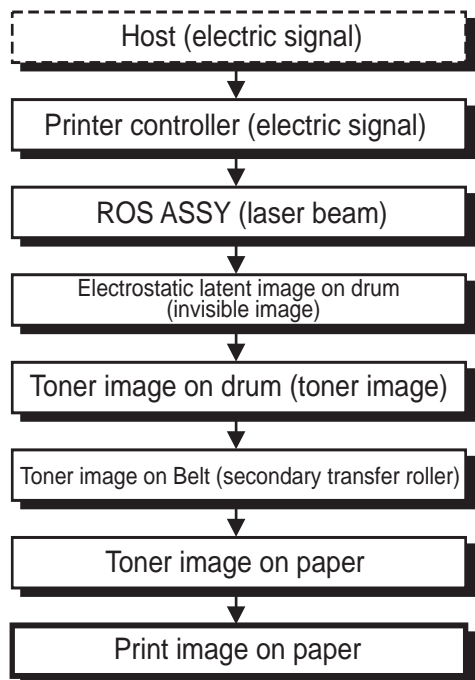 Host (electric signal)
Printer controller (electric signal)
ROS ASSY (laser beam)
Electrostatic latent image on drum
(invisible image)
Toner image on drum (toner image)
Toner image on Belt (secondary transfer roller)
Toner image on paper
Print image on paper